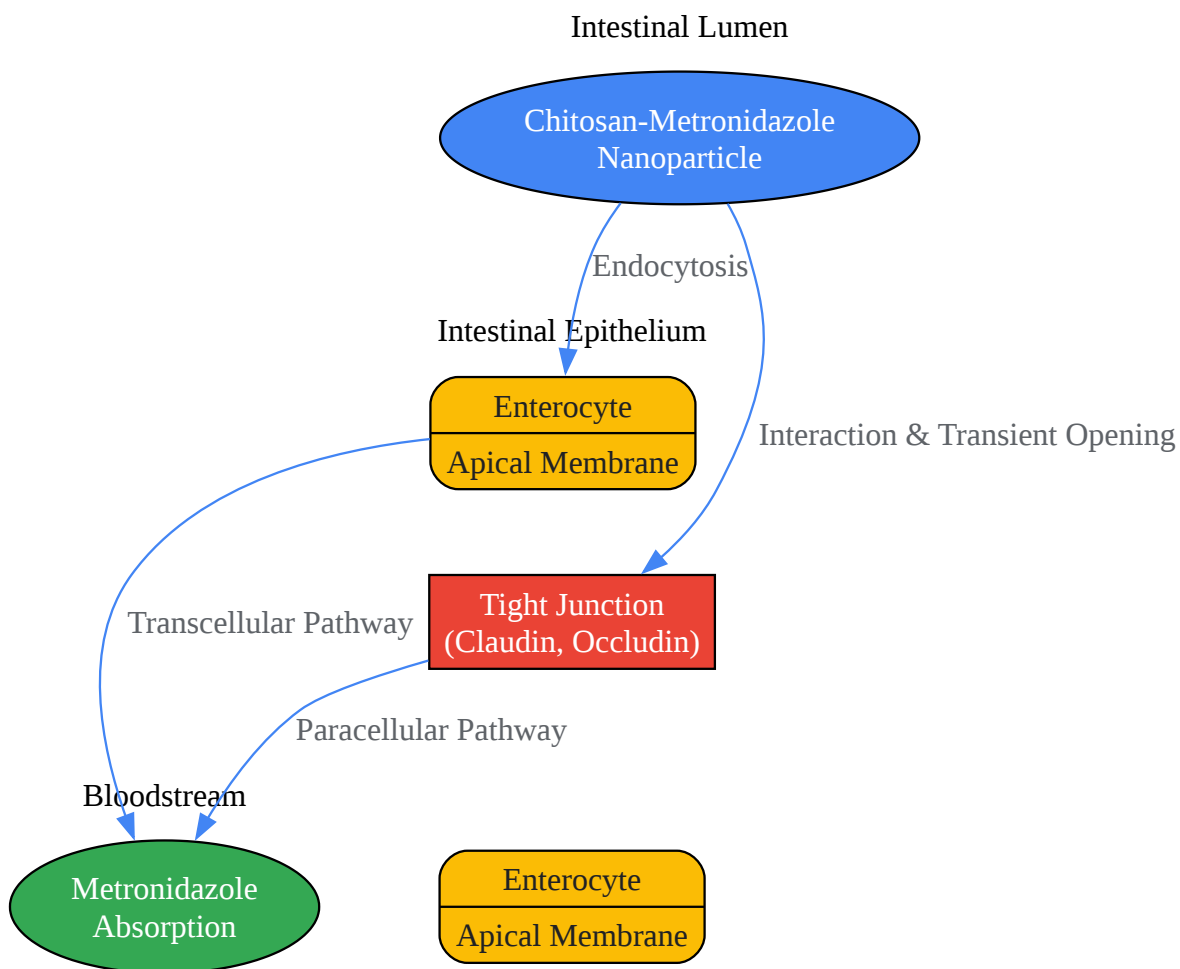 Intestinal Lumen
Chitosan-Metronidazole
Nanoparticle
Endocytosis
Intestinal Epithelium
Enterocyte
Apical Membrane
Interaction & Transient Opening
Tight Junction
(Claudin, Occludin)
Transcellular Pathway
Paracellular Pathway
Bloodstream
Metronidazole
Absorption
Enterocyte
Apical Membrane